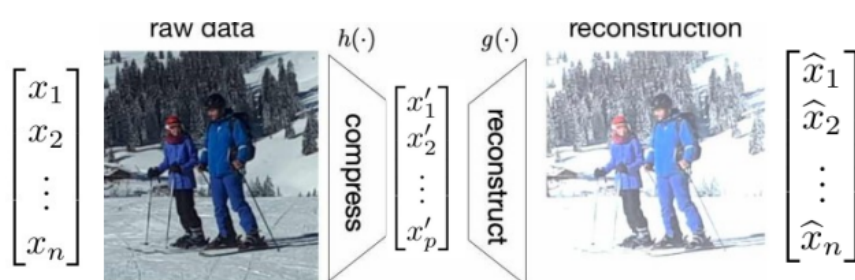 raw data
h(·)
g(·)
reconstruction
x₁
x₂
⋮
xₙ
compress
x′₁
x′₂
⋮
x′ₚ
reconstruct
x̂₁
x̂₂
⋮
x̂ₙ